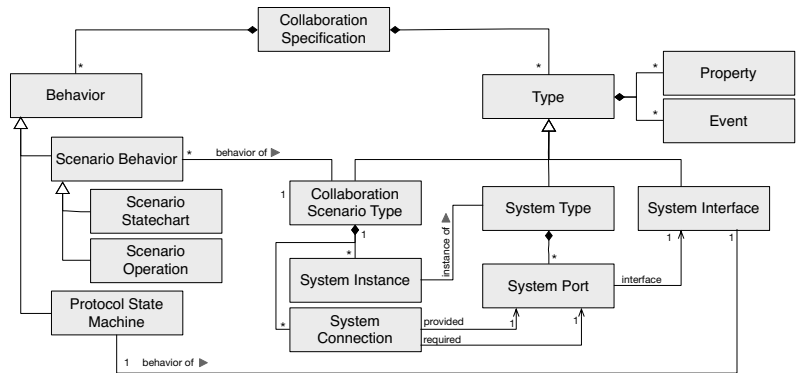 Collaboration
Specification
*
*
Behavior
Type
*
Property
*
Event
Scenario Behavior
*
behavior of ▶
1
Collaboration
Scenario Type
System Type
System Interface
Scenario
Statechart
Scenario
Operation
1
*
System Instance
instance of ▶
*
System Port
interface
1
1
Protocol State
Machine
*
System
Connection
provided
1
required
1
1
behavior of ▶